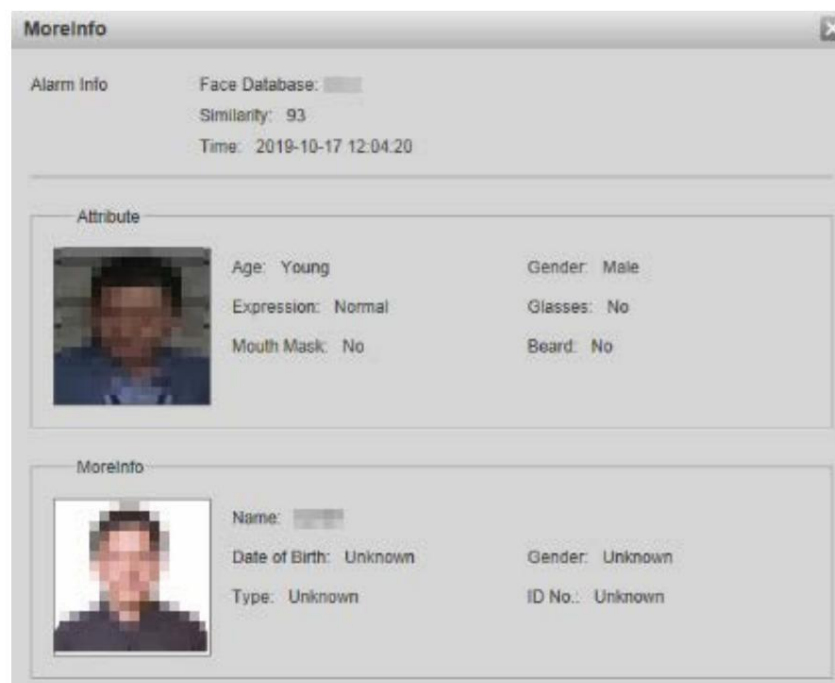 MoreInfo
Alarm Info
Face Database:
Similarity: 93
Time: 2019-10-17 12:04:20
Attribute
Age: Young Gender: Male
Expression: Normal Glasses: No
Mouth Mask: No Beard: No
MoreInfo
Name:
Date of Birth: Unknown Gender: Unknown
Type: Unknown ID No.: Unknown